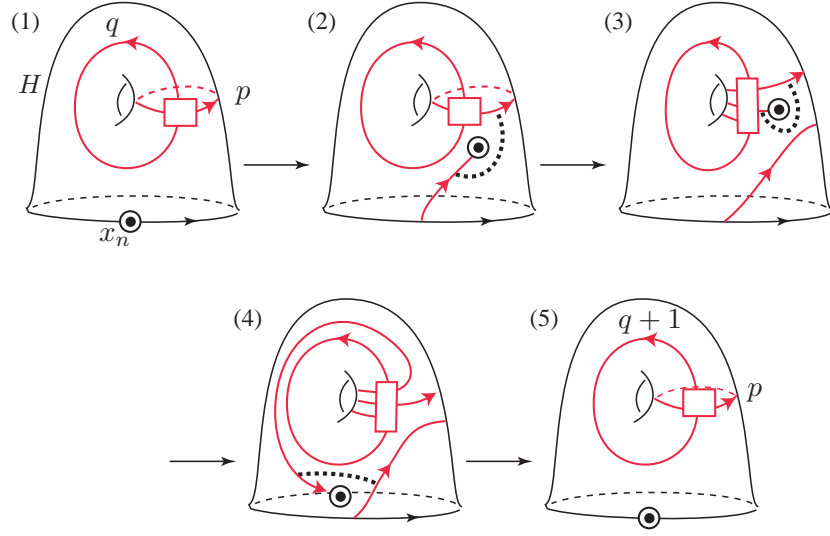 (1) q (2) (3)
H p
x_n
(4) (5) q + 1
p